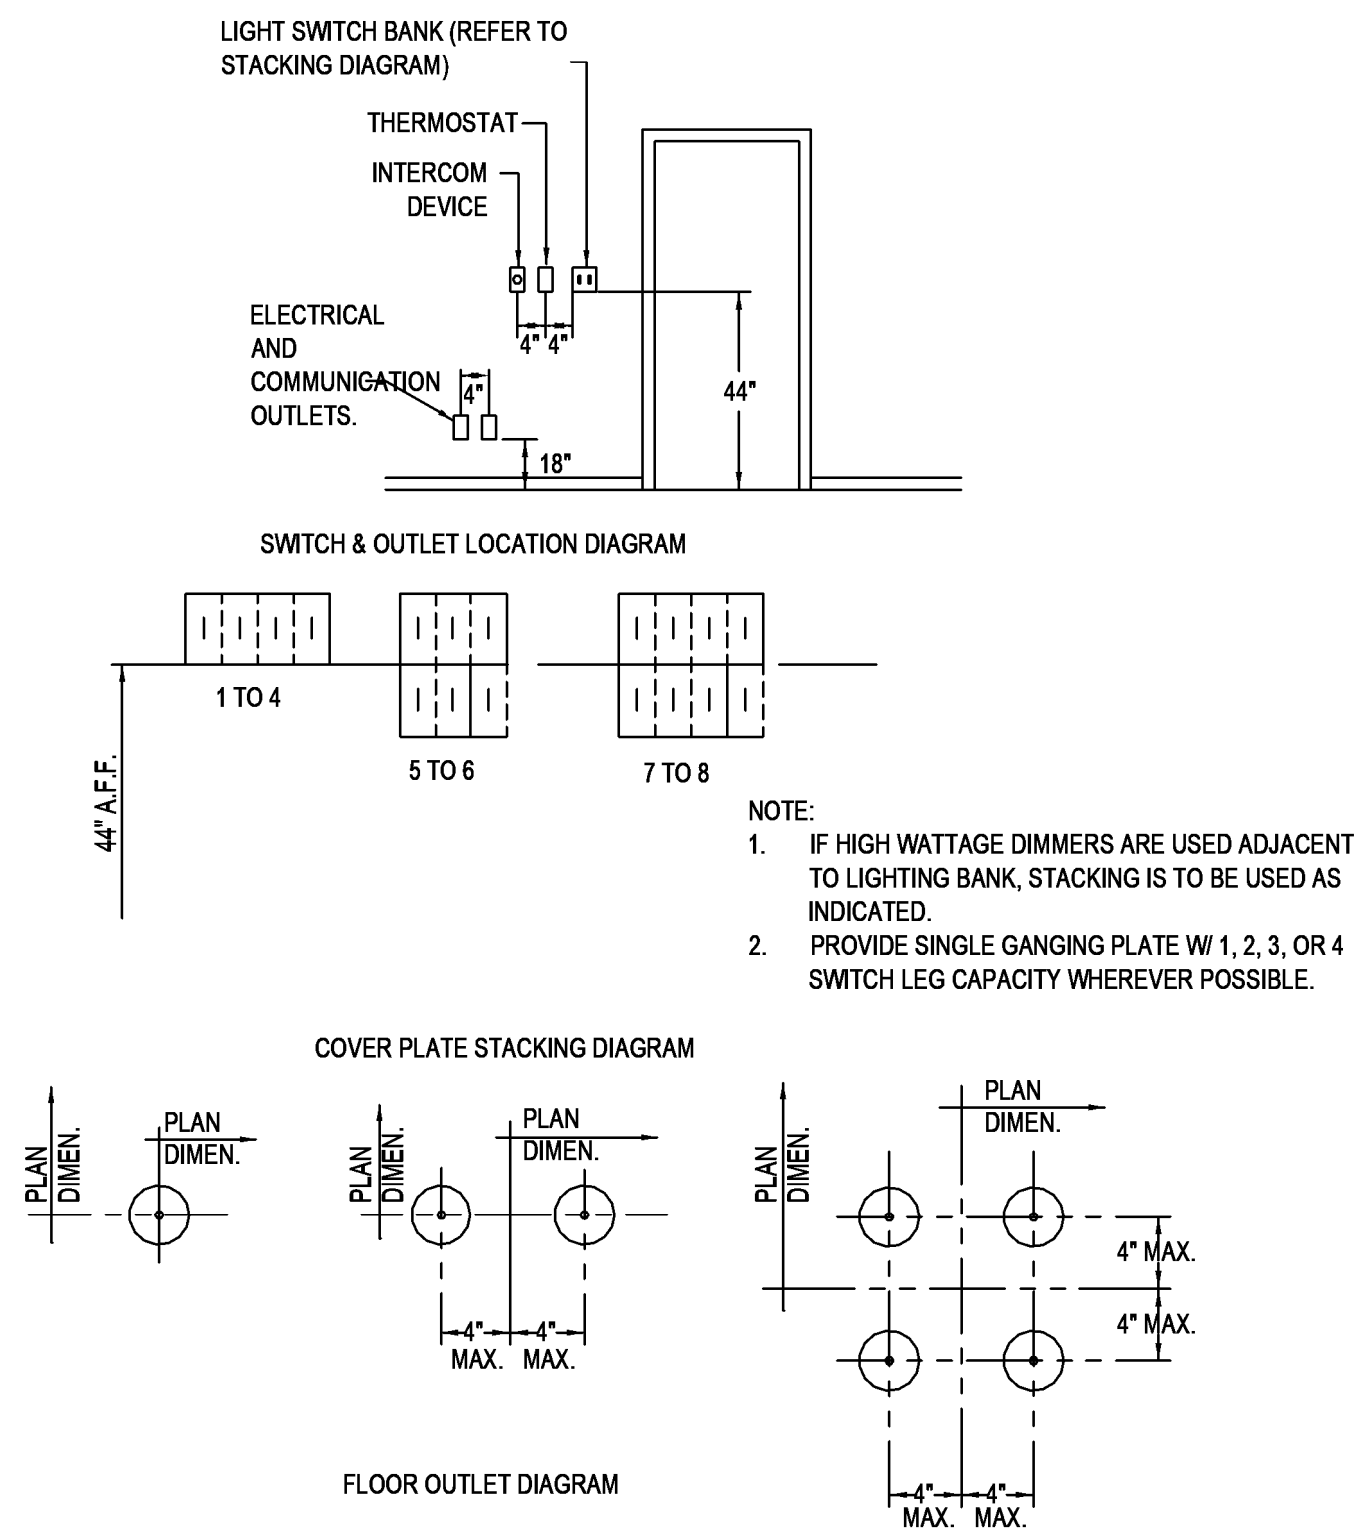 LIGHT SWITCH BANK (REFER TO
STACKING DIAGRAM)
THERMOSTAT
INTERCOM
DEVICE
ELECTRICAL
AND
COMMUNICATION
OUTLETS.
4" 4"
4"
44"
18"
SWITCH & OUTLET LOCATION DIAGRAM
1 TO 4
5 TO 6
7 TO 8
44" A.F.F.
NOTE:
1. IF HIGH WATTAGE DIMMERS ARE USED ADJACENT
TO LIGHTING BANK, STACKING IS TO BE USED AS
INDICATED.
2. PROVIDE SINGLE GANGING PLATE W/ 1, 2, 3, OR 4
SWITCH LEG CAPACITY WHEREVER POSSIBLE.
COVER PLATE STACKING DIAGRAM
PLAN
DIMEN.
PLAN
DIMEN.
PLAN
DIMEN.
PLAN
DIMEN.
4" 4"
MAX. MAX.
PLAN
DIMEN.
PLAN
DIMEN.
4" MAX.
4" MAX.
4" 4"
MAX. MAX.
FLOOR OUTLET DIAGRAM